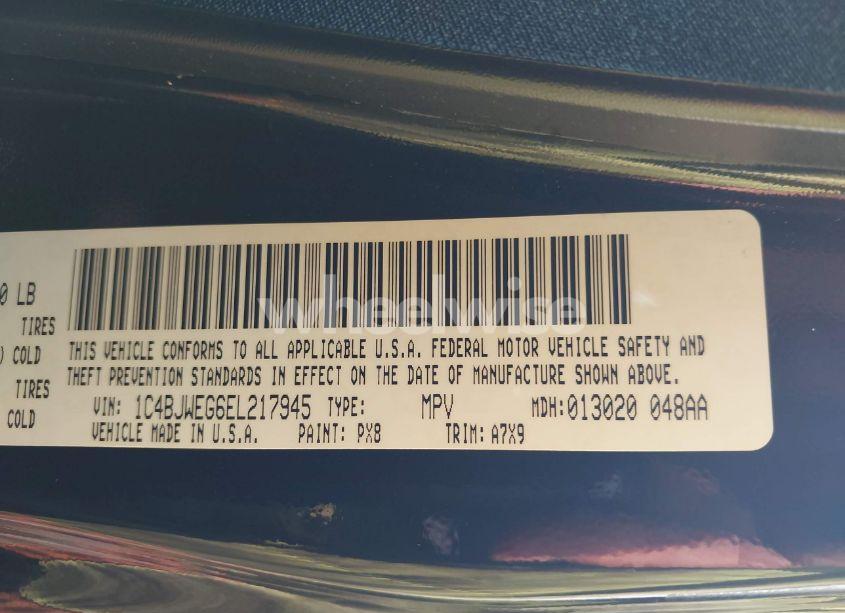 0 LB
TIRES
) COLD
TIRES
COLD
wheelwise
THIS VEHICLE CONFORMS TO ALL APPLICABLE U.S.A. FEDERAL MOTOR VEHICLE SAFETY AND
THEFT PREVENTION STANDARDS IN EFFECT ON THE DATE OF MANUFACTURE SHOWN ABOVE.
VIN: 1C4BJWEG6EL217945 TYPE: MPV MDH:013020 048AA
VEHICLE MADE IN U.S.A. PAINT: PX8 TRIM: A7X9